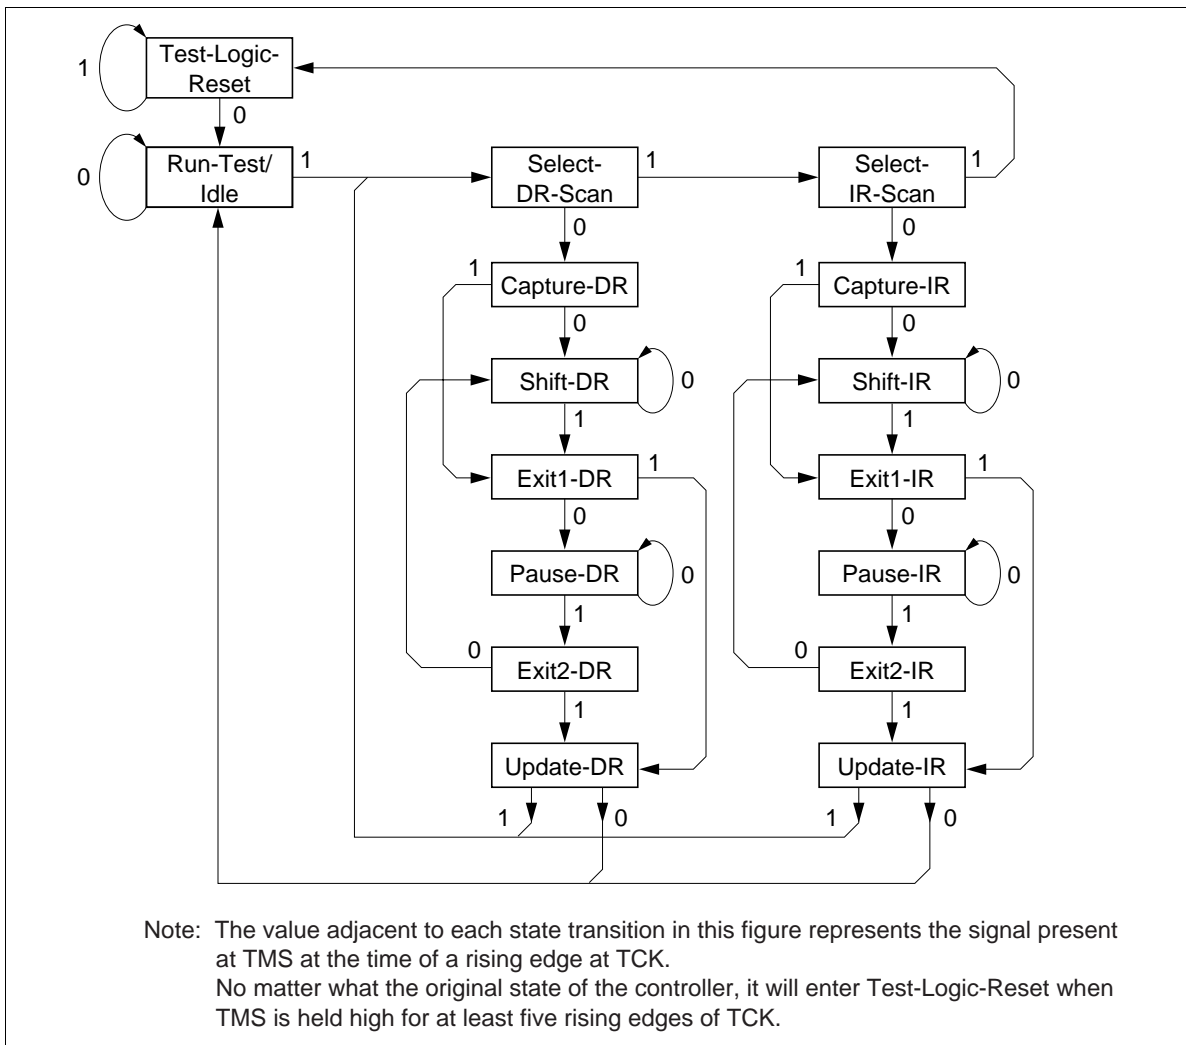 Test-Logic-
Reset
1
0
Run-Test/
Idle
0
1
Select-
DR-Scan
1
Select-
IR-Scan
1
0
0
1
Capture-DR
1
Capture-IR
0
0
Shift-DR
0
Shift-IR
0
1
1
Exit1-DR
1
Exit1-IR
1
0
0
Pause-DR
0
Pause-IR
0
1
1
0
Exit2-DR
0
Exit2-IR
1
1
Update-DR
Update-IR
1
0
1
0
Note: The value adjacent to each state transition in this figure represents the signal present
at TMS at the time of a rising edge at TCK.
No matter what the original state of the controller, it will enter Test-Logic-Reset when
TMS is held high for at least five rising edges of TCK.